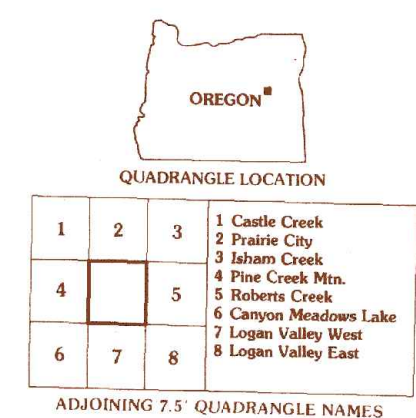 OREGON
QUADRANGLE LOCATION
1 2 3
4 5
6 7 8
1 Castle Creek
2 Prairie City
3 Isham Creek
4 Pine Creek Mtn.
5 Roberts Creek
6 Canyon Meadows Lake
7 Logan Valley West
8 Logan Valley East
ADJOINING 7.5' QUADRANGLE NAMES